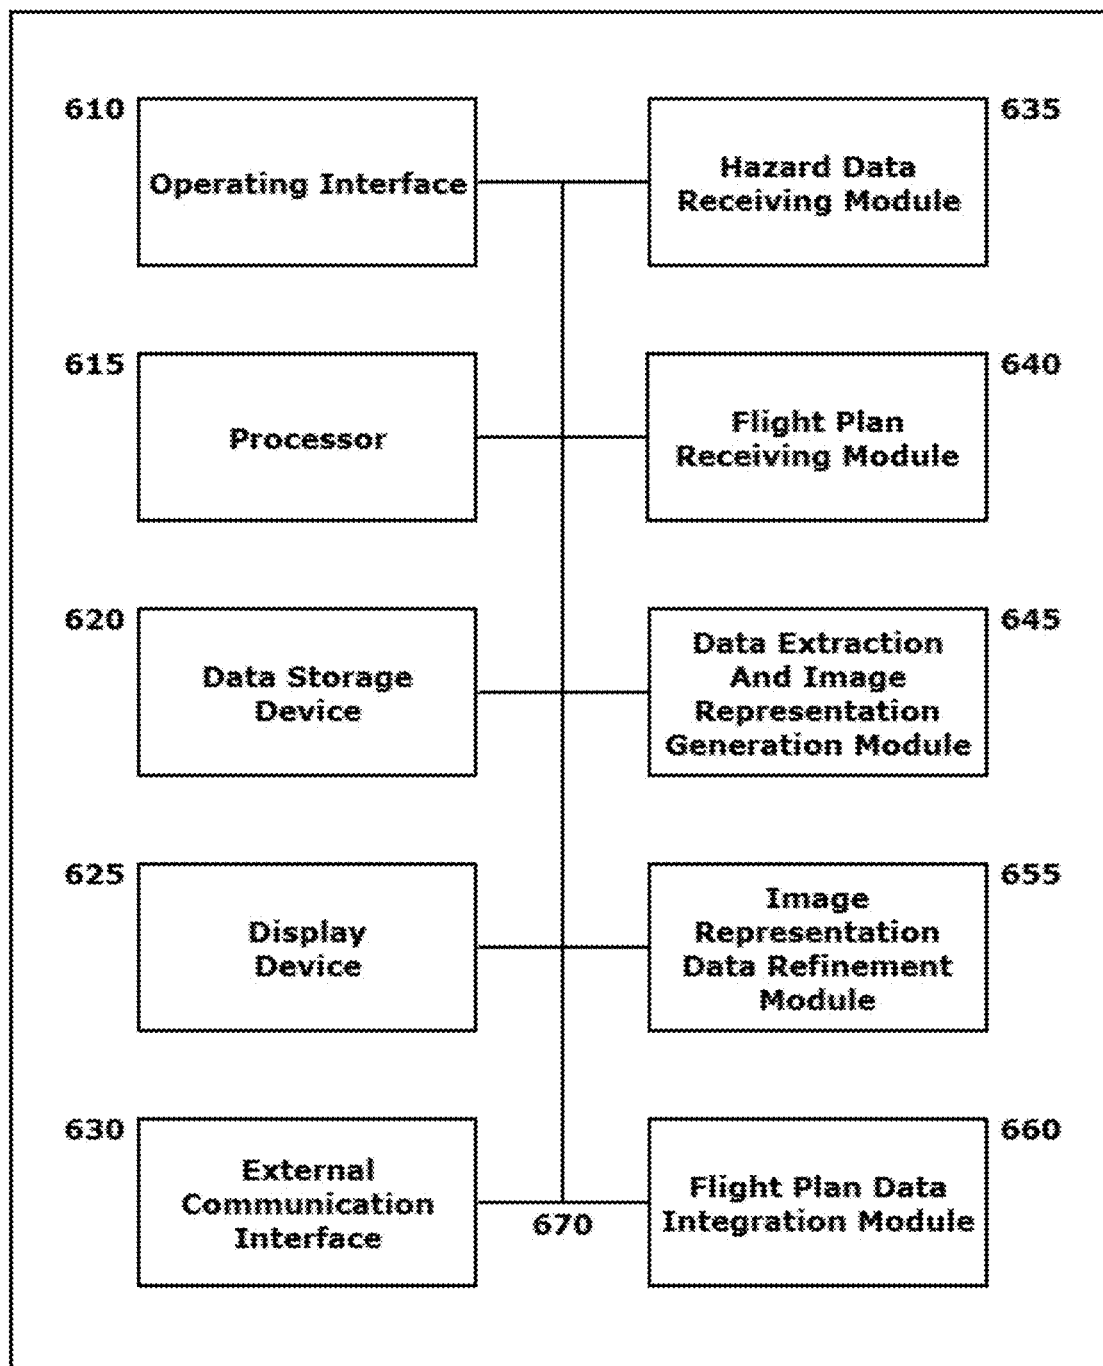 610
Operating Interface
635
Hazard Data
Receiving Module
615
Processor
640
Flight Plan
Receiving Module
620
Data Storage
Device
645
Data Extraction
And Image
Representation
Generation Module
625
Display
Device
655
Image
Representation
Data Refinement
Module
630
External
Communication
Interface
670
660
Flight Plan Data
Integration Module